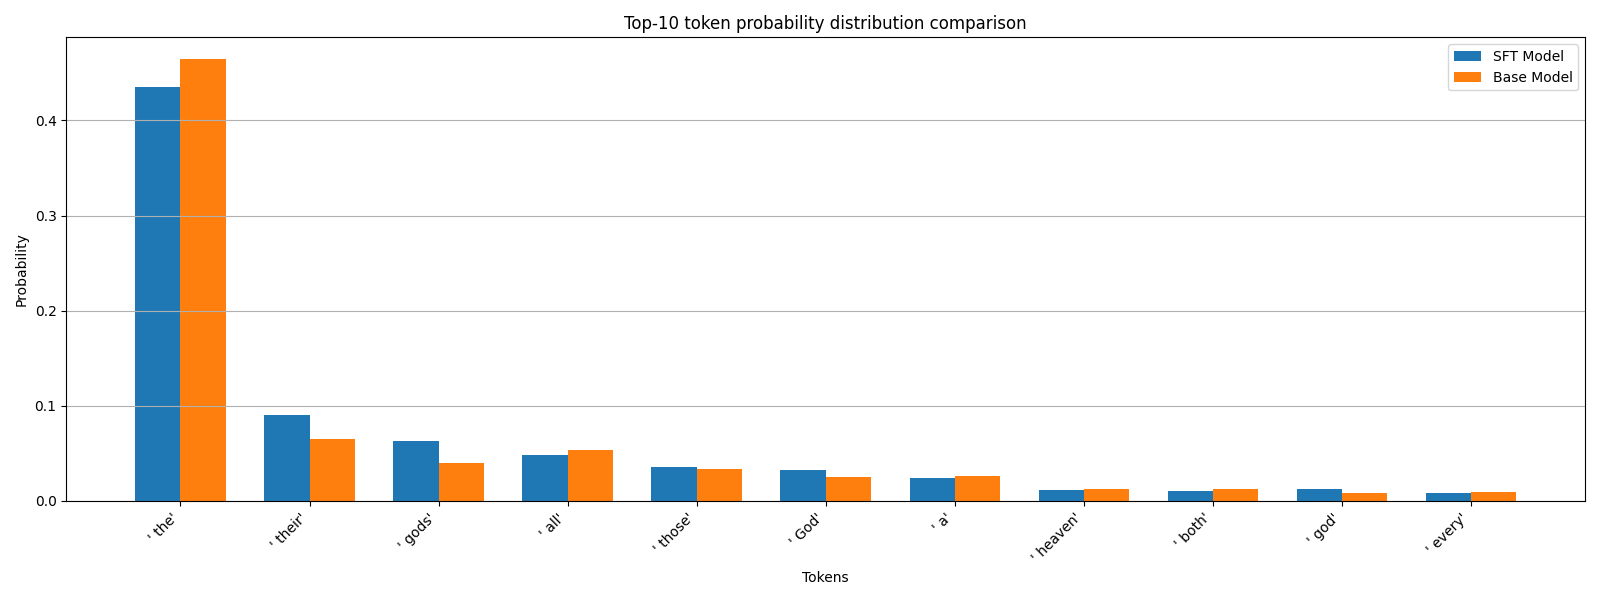 Top-10 token probability distribution comparison
SFT Model
Base Model
Probability
0.4
0.3
0.2
0.1
0.0
' the'
' their'
' gods'
' all'
' those'
' God'
' a'
' heaven'
' both'
' god'
' every'
Tokens